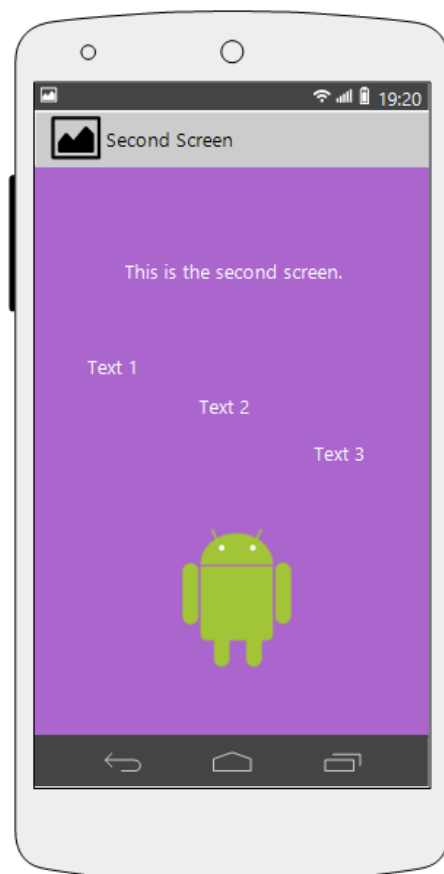 19:20
Second Screen
This is the second screen.
Text 1
Text 2
Text 3